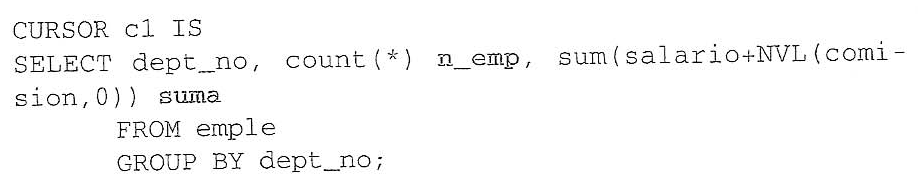 CURSOR c1 IS
SELECT dept_no, count(*) n_emp, sum(salario+NVL(comi-
sion,0)) suma
FROM emple
GROUP BY dept_no;